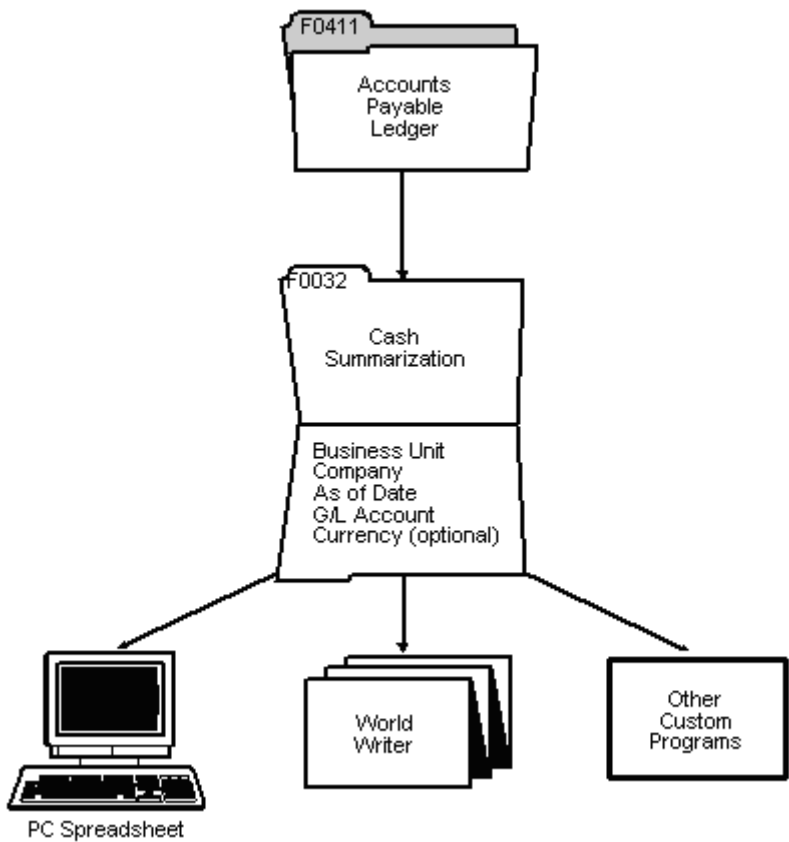 F0411
Accounts
Payable
Ledger
F0032
Cash
Summarization
Business Unit
Company
As of Date
G/L Account
Currency (optional)
World
Writer
Other
Custom
Programs
PC Spreadsheet